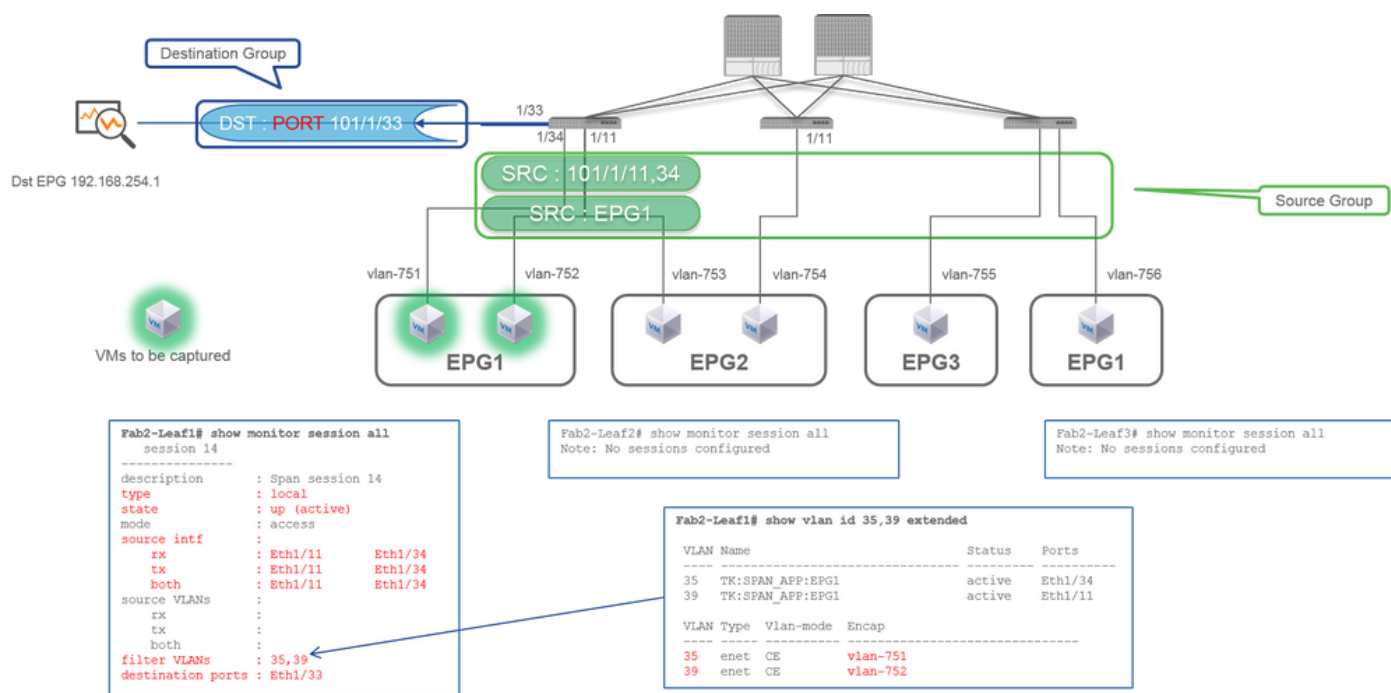 Destination Group
DST : PORT 101/1/33
1/33
1/34
1/11
1/11
Dst EPG 192.168.254.1
SRC : 101/1/11,34
SRC : EPG1
Source Group
vlan-751
vlan-752
vlan-753
vlan-754
vlan-755
vlan-756
VM
VM
VM
VM
VM
VM
VM
VMs to be captured
EPG1
EPG2
EPG3
EPG1
Fab2-Leaf1# show monitor session all
session 14
---------------
description : Span session 14
type : local
state : up (active)
mode : access
source intf :
rx : Eth1/11 Eth1/34
tx : Eth1/11 Eth1/34
both : Eth1/11 Eth1/34
source VLANs :
rx :
tx :
both :
filter VLANs : 35,39
destination ports : Eth1/33
Fab2-Leaf2# show monitor session all
Note: No sessions configured
Fab2-Leaf3# show monitor session all
Note: No sessions configured
Fab2-Leaf1# show vlan id 35,39 extended
VLAN Name Status Ports
---- -------------------------------- --------- ----------
35 TK:SPAN_APP:EPG1 active Eth1/34
39 TK:SPAN_APP:EPG1 active Eth1/11
VLAN Type Vlan-mode Encap
---- ----- ---------- -------------------------------
35 enet CE vlan-751
39 enet CE vlan-752